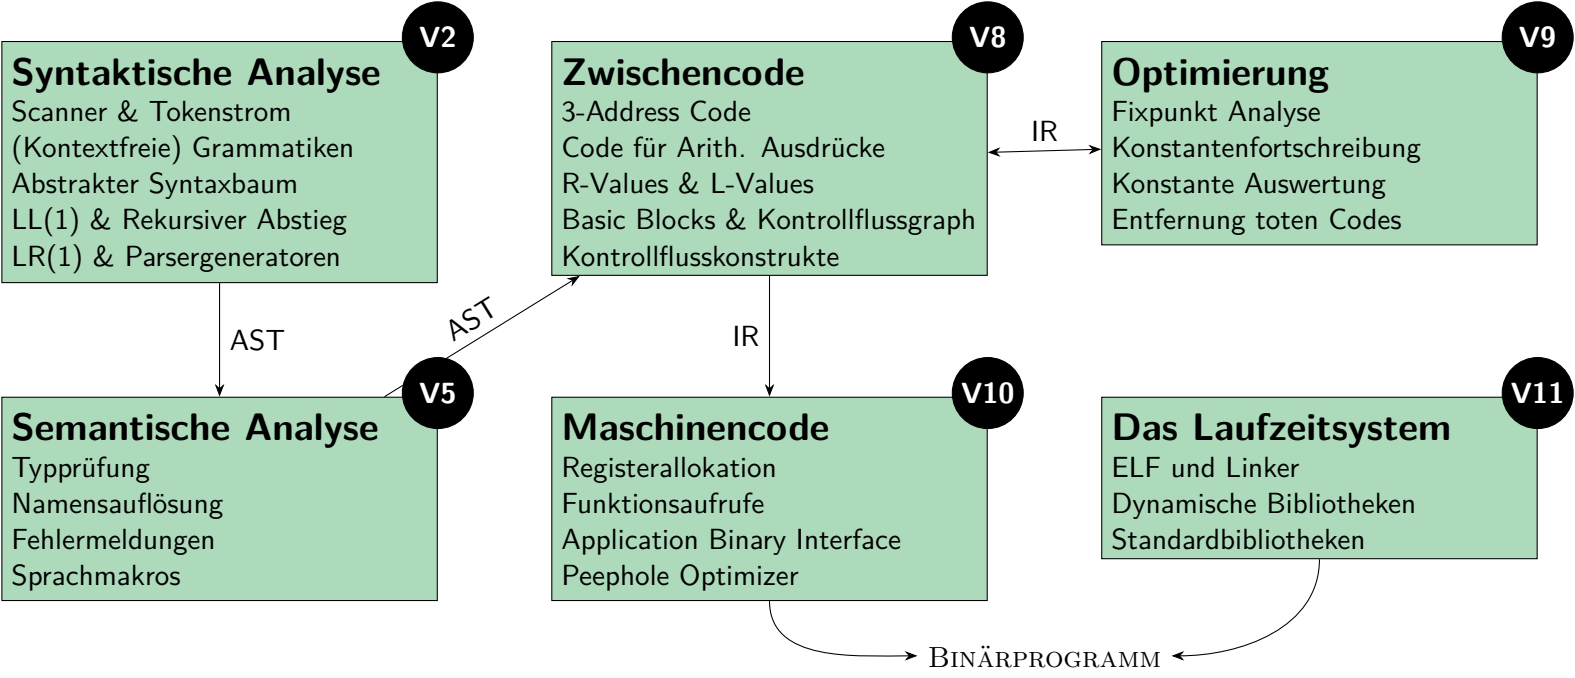 V2
Syntaktische Analyse
Scanner & Tokenstrom
(Kontextfreie) Grammatiken
Abstrakter Syntaxbaum
LL(1) & Rekursiver Abstieg
LR(1) & Parsergeneratoren
AST
V5
Semantische Analyse
Typprüfung
Namensauflösung
Fehlermeldungen
Sprachmakros
AST
V8
Zwischencode
3-Address Code
Code für Arith. Ausdrücke
R-Values & L-Values
Basic Blocks & Kontrollflussgraph
Kontrollflusskonstrukte
IR
V9
Optimierung
Fixpunkt Analyse
Konstantenfortschreibung
Konstante Auswertung
Entfernung toten Codes
IR
V10
Maschinencode
Registerallokation
Funktionsaufrufe
Application Binary Interface
Peephole Optimizer
V11
Das Laufzeitsystem
ELF und Linker
Dynamische Bibliotheken
Standardbibliotheken
BINÄRPROGRAMM